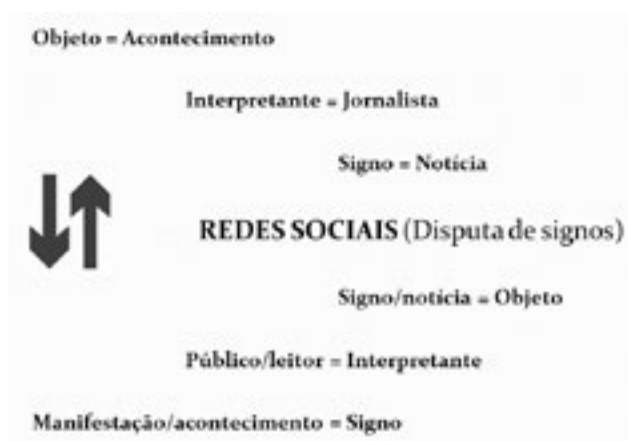 Objeto = Acontecimento
Interpretante = Jornalista
Signo = Notícia
REDES SOCIAIS (Disputa de signos)
Signo/notícia = Objeto
Público/leitor = Interpretante
Manifestação/acontecimento = Signo